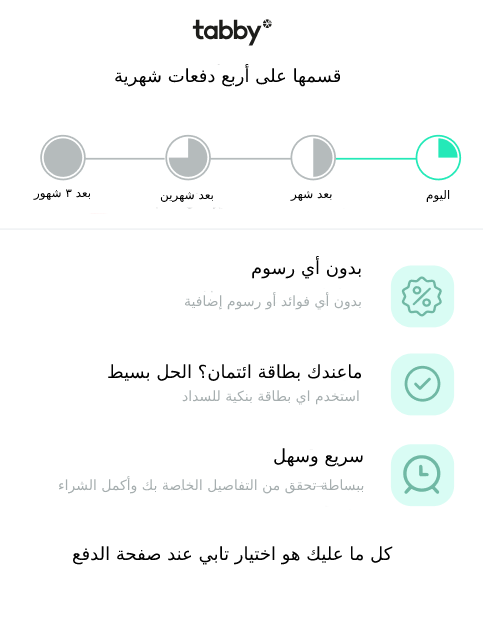 tabby
قسمها على أربع دفعات شهرية
اليوم
بعد شهر
بعد شهرين
بعد ٣ شهور
بدون أي رسوم
بدون أي فوائد أو رسوم إضافية
ماعندك بطاقة ائتمان؟ الحل بسيط
استخدم اي بطاقة بنكية للسداد
سريع وسهل
ببساطة تحقق من التفاصيل الخاصة بك وأكمل الشراء
كل ما عليك هو اختيار تابي عند صفحة الدفع